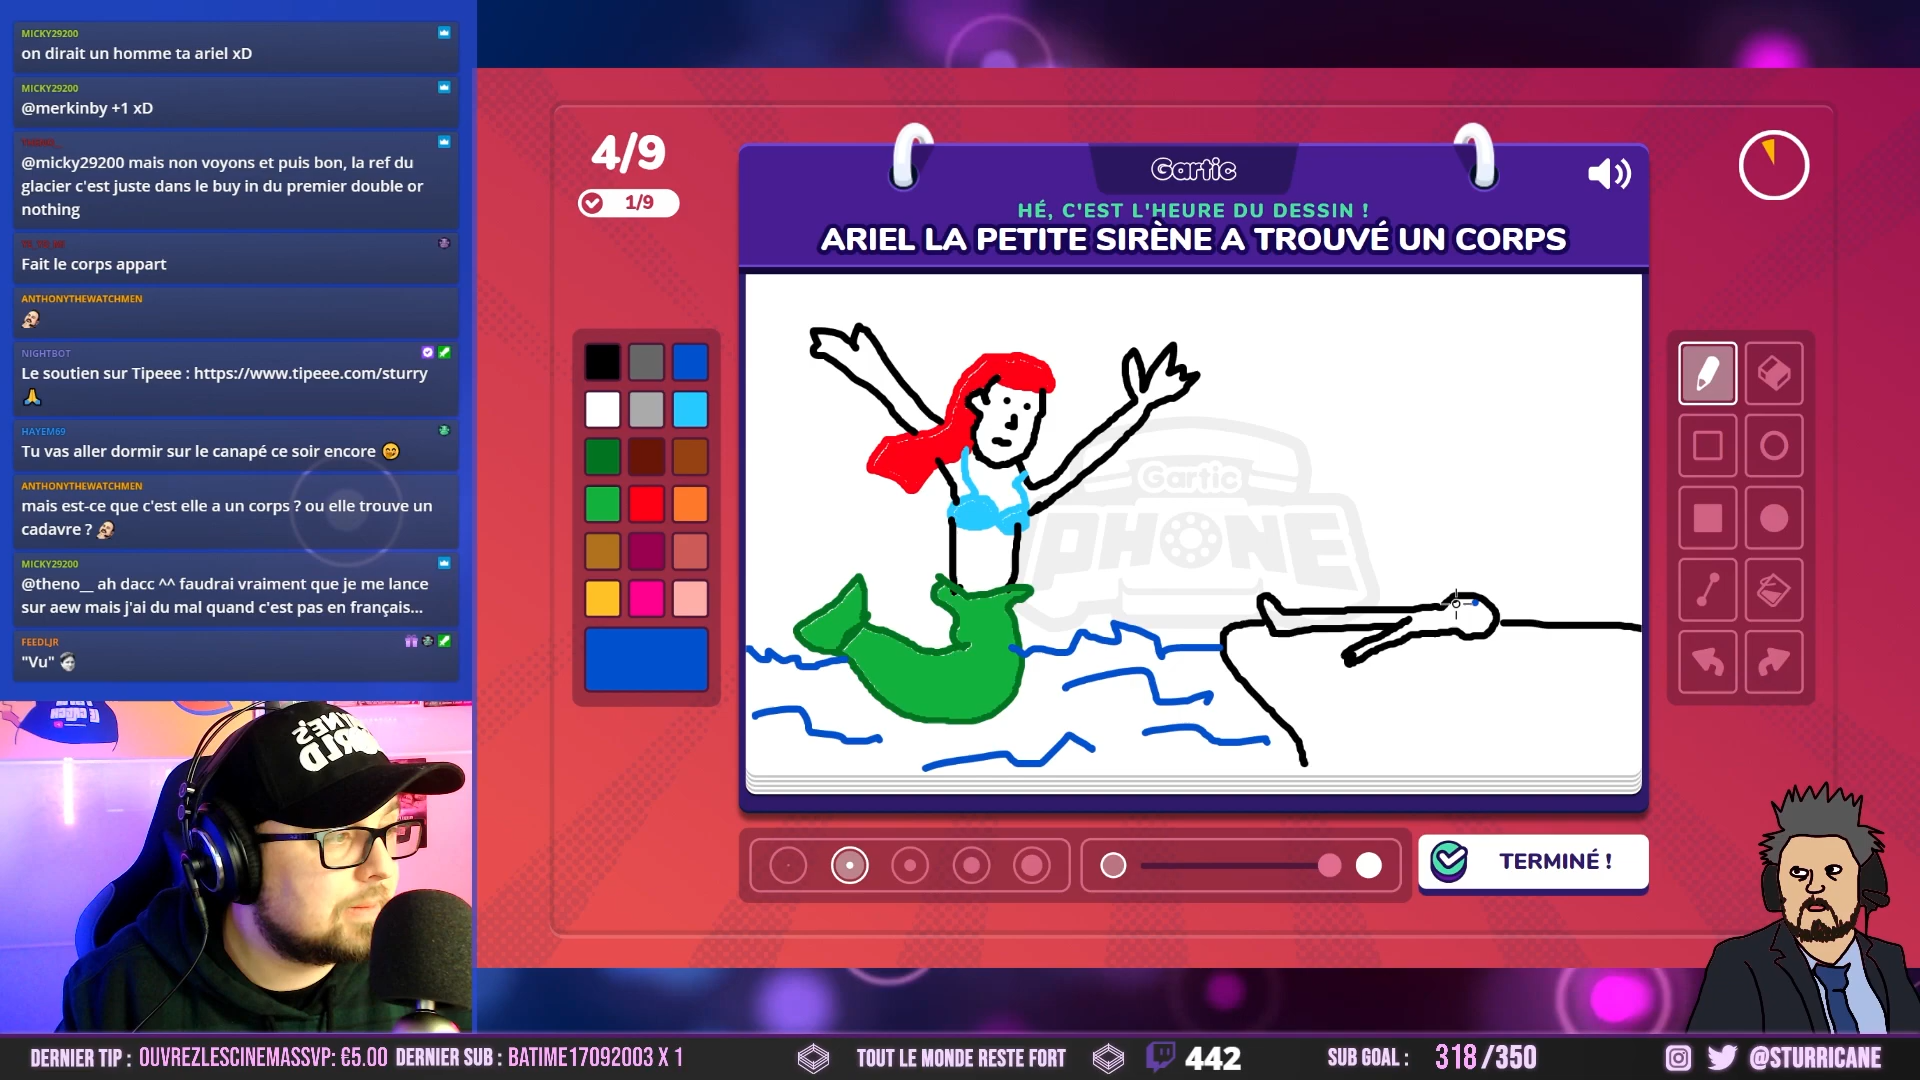 MICKY29200
on dirait un homme ta ariel xD
MICKY29200
@merkinby +1 xD
@micky29200 mais non voyons et puis bon, la ref du
glacier c'est juste dans le buy in du premier double or
nothing
Fait le corps appart
ANTHONYTHEWATCHMEN
NIGHTBOT
Le soutien sur Tipeee : https://www.tipeee.com/sturry
🙏
HAYEM69
Tu vas aller dormir sur le canapé ce soir encore 😊
ANTHONYTHEWATCHMEN
mais est-ce que c'est elle a un corps ? ou elle trouve un
cadavre ?
MICKY29200
@theno__ ah dacc ^^ faudrai vraiment que je me lance
sur aew mais j'ai du mal quand c'est pas en français...
FEEDLJR
"Vu"
4/9
1/9
Gartic
HÉ, C'EST L'HEURE DU DESSIN !
ARIEL LA PETITE SIRÈNE A TROUVÉ UN CORPS
Gartic
PHONE
TERMINÉ !
DERNIER TIP : OUVREZLESCINEMASSVP: €5.00 DERNIER SUB : BATIME17092003 X 1
TOUT LE MONDE RESTE FORT
442
SUB GOAL : 318/350
@STURRICANE